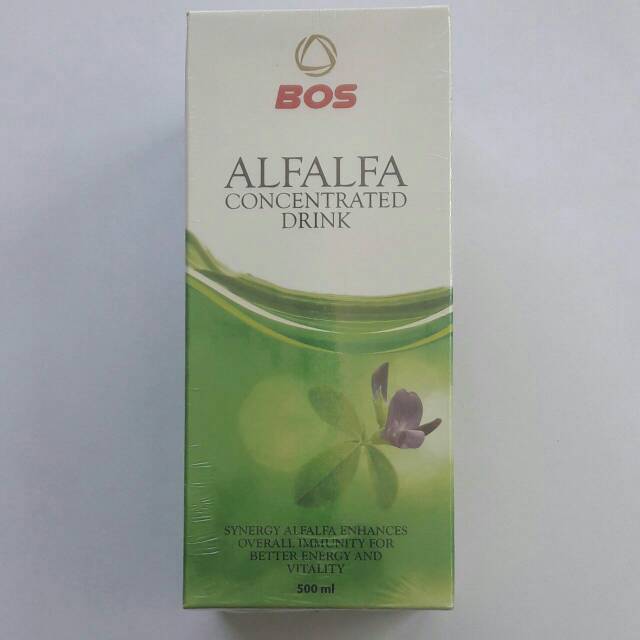 BOS
ALFALFA
CONCENTRATED
DRINK
SYNERGY ALFALFA ENHANCES
OVERALL IMMUNITY FOR
BETTER ENERGY AND
VITALITY
500 ml